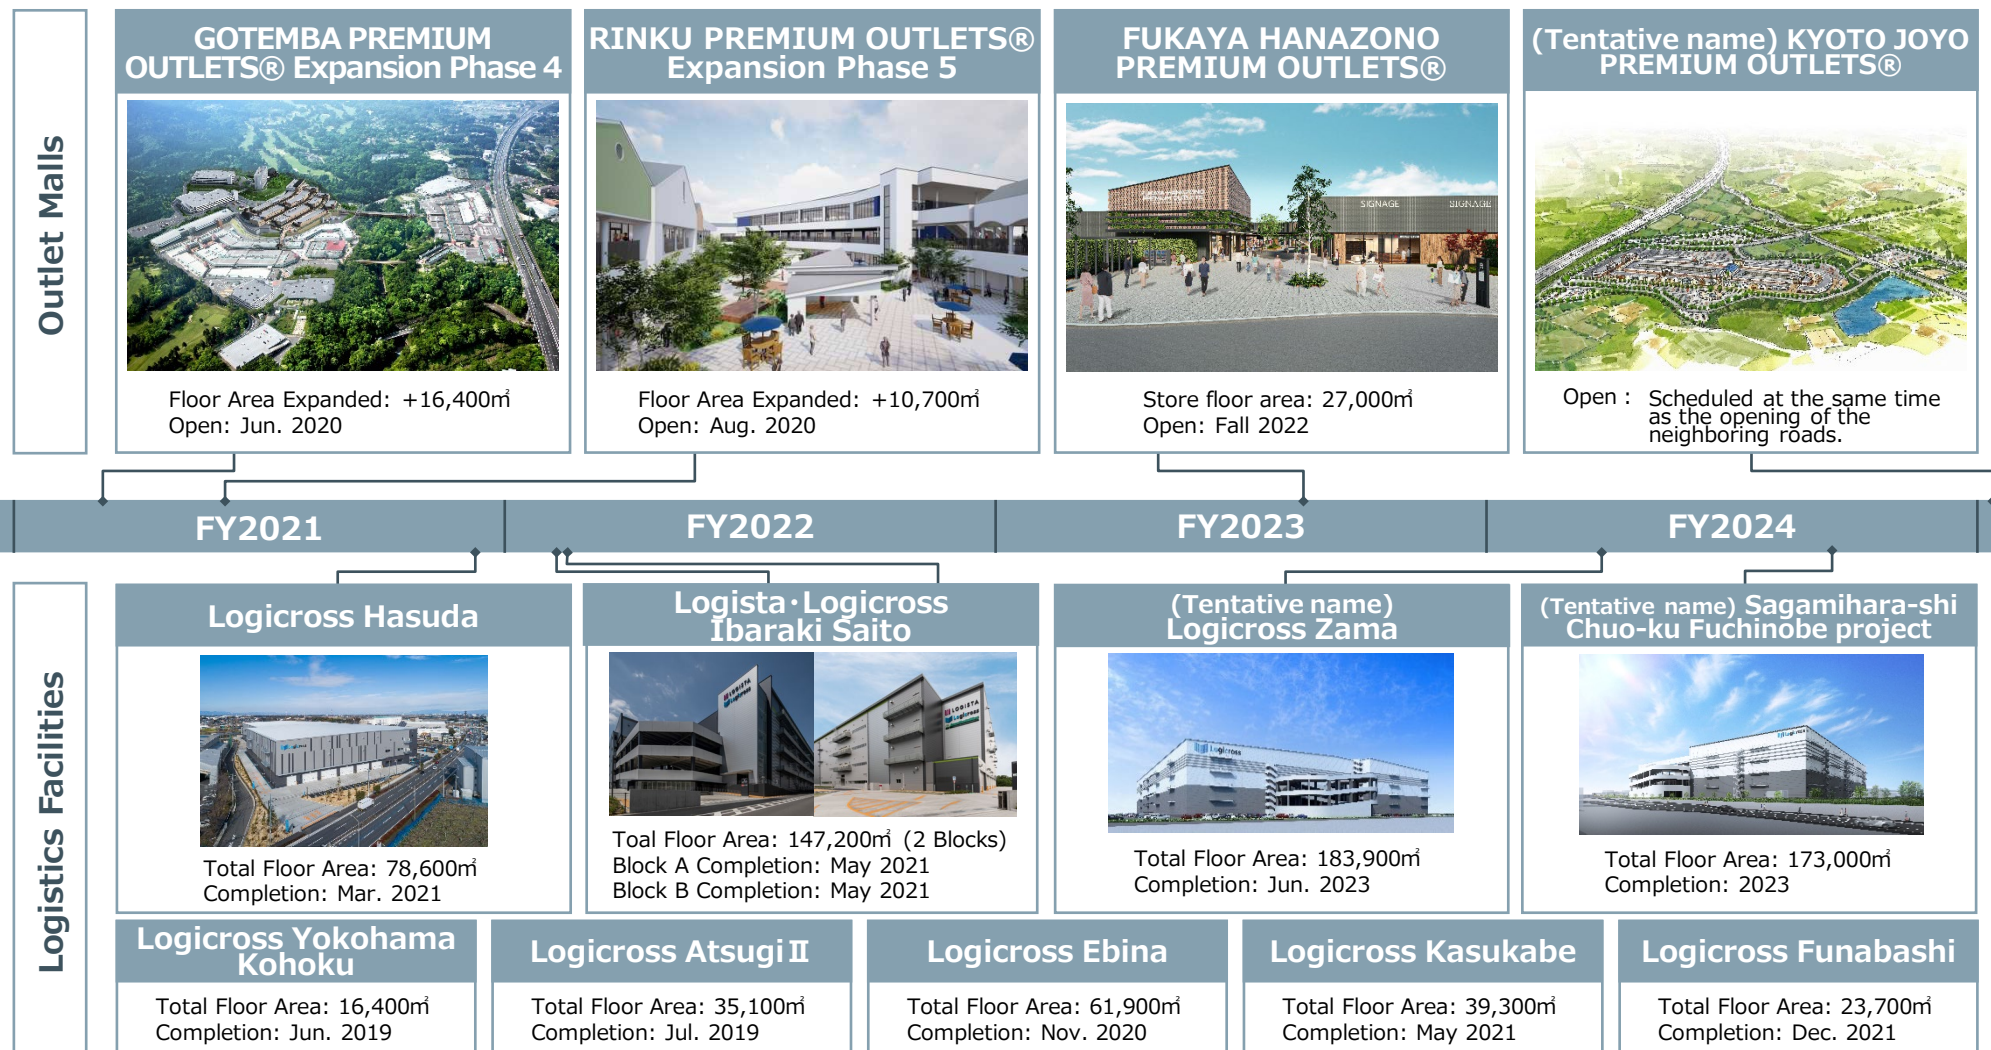 Outlet Malls
GOTEMBA PREMIUM
OUTLETS® Expansion Phase 4
Floor Area Expanded: +16,400㎡
Open: Jun. 2020
RINKU PREMIUM OUTLETS®
Expansion Phase 5
Floor Area Expanded: +10,700㎡
Open: Aug. 2020
FUKAYA HANAZONO
PREMIUM OUTLETS®
SIGNAGE
SIGNAGE
Store floor area: 27,000㎡
Open: Fall 2022
(Tentative name) KYOTO JOYO
PREMIUM OUTLETS®
Open : Scheduled at the same time
as the opening of the
neighboring roads.
FY2021
FY2022
FY2023
FY2024
Logistics Facilities
Logicross Hasuda
Logicross
Total Floor Area: 78,600㎡
Completion: Mar. 2021
Logista･Logicross
Ibaraki Saito
LOGISTA
Logicross
LOGISTA
Logicross
Toal Floor Area: 147,200㎡ (2 Blocks)
Block A Completion: May 2021
Block B Completion: May 2021
(Tentative name)
Logicross Zama
Logicross
Total Floor Area: 183,900㎡
Completion: Jun. 2023
(Tentative name) Sagamihara-shi
Chuo-ku Fuchinobe project
Logicross
Total Floor Area: 173,000㎡
Completion: 2023
Logicross Yokohama
Kohoku
Total Floor Area: 16,400㎡
Completion: Jun. 2019
Logicross AtsugiⅡ
Total Floor Area: 35,100㎡
Completion: Jul. 2019
Logicross Ebina
Total Floor Area: 61,900㎡
Completion: Nov. 2020
Logicross Kasukabe
Total Floor Area: 39,300㎡
Completion: May 2021
Logicross Funabashi
Total Floor Area: 23,700㎡
Completion: Dec. 2021